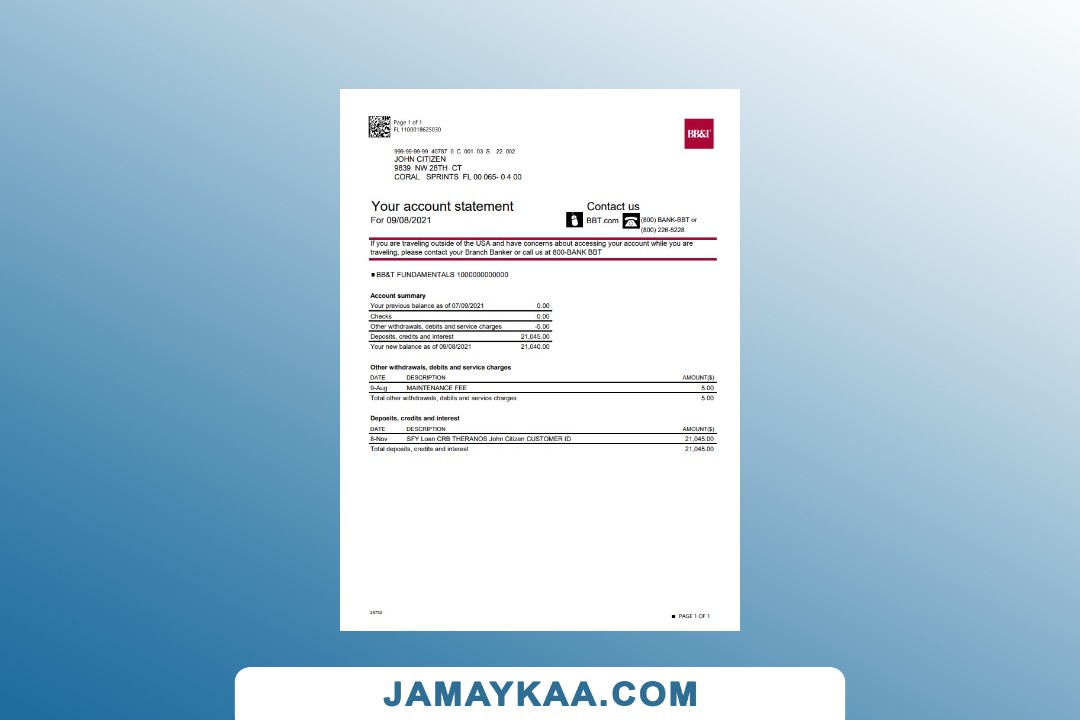 Page 1 of 1
FL 1100018625030
BB&T
999-99-99-99 40787 0 C 001 03 S 22 002
JOHN CITIZEN
9839 NW 28TH CT
CORAL SPRINTS FL 00 065- 0 4 00
Your account statement
For 09/08/2021
Contact us
BBT.com
(800) BANK-BBT or
(800) 226-5228
If you are traveling outside of the USA and have concerns about accessing your account while you are
traveling, please contact your Branch Banker or call us at 800-BANK BBT
■ BB&T FUNDAMENTALS 1000000000000
Account summary
Your previous balance as of 07/09/2021 0.00
Checks 0.00
Other withdrawals, debits and service charges -5.00
Deposits, credits and interest 21,045.00
Your new balance as of 09/08/2021 21,040.00
Other withdrawals, debits and service charges
DATE DESCRIPTION AMOUNT($)
9-Aug MAINTENANCE FEE 5.00
Total other withdrawals, debits and service charges 5.00
Deposits, credits and interest
DATE DESCRIPTION AMOUNT($)
8-Nov SFY Loan CRB THERANOS John Citizen CUSTOMER ID 21,045.00
Total deposits, credits and interest 21,045.00
■ PAGE 1 OF 1
JAMAYKAA.COM